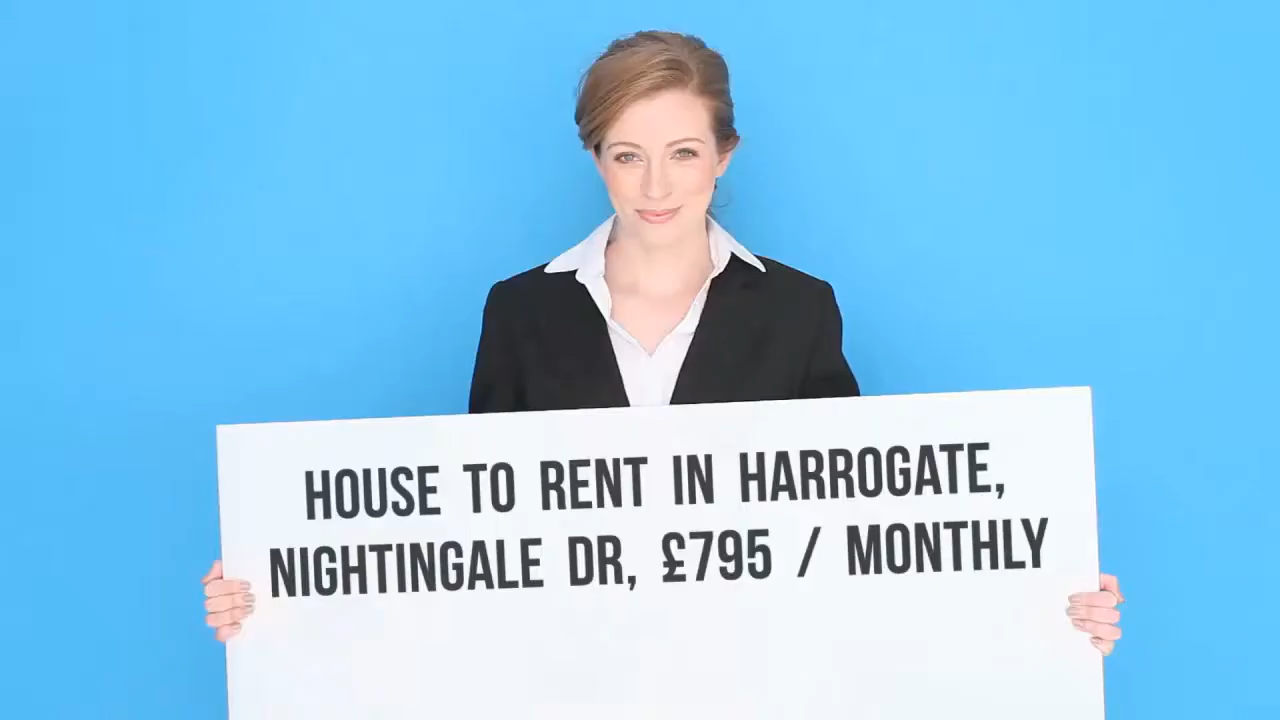 HOUSE TO RENT IN HARROGATE,
NIGHTINGALE DR, £795 / MONTHLY